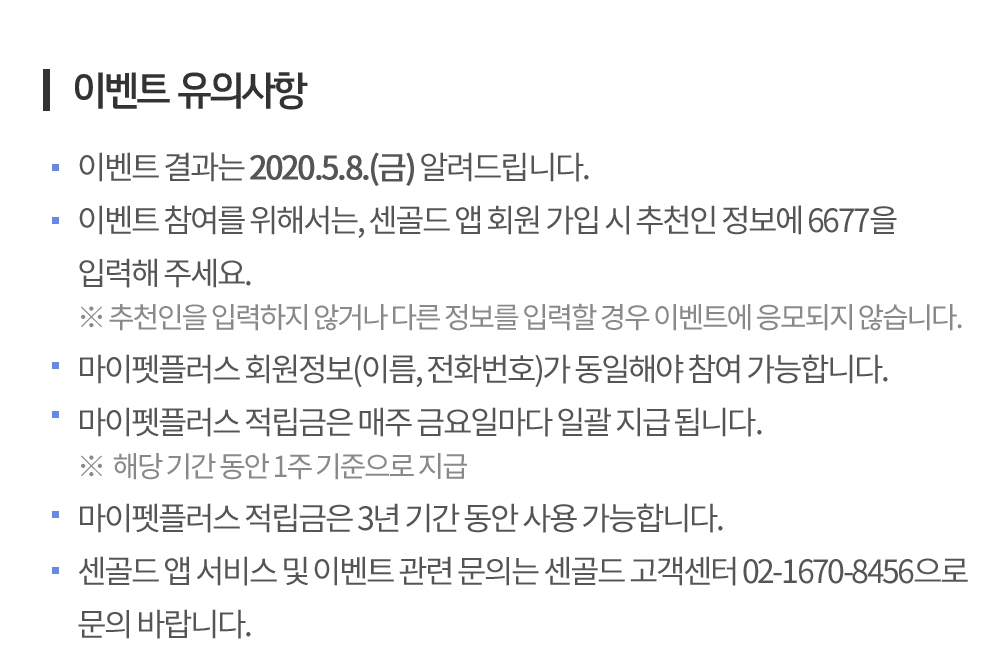 이벤트 유의사항
이벤트 결과는 2020.5.8.(금) 알려드립니다.
이벤트 참여를 위해서는, 센골드 앱 회원 가입 시 추천인 정보에 6677을
입력해 주세요.
※ 추천인을 입력하지 않거나 다른 정보를 입력할 경우 이벤트에 응모되지 않습니다.
마이펫플러스 회원정보(이름, 전화번호)가 동일해야 참여 가능합니다.
마이펫플러스 적립금은 매주 금요일마다 일괄 지급 됩니다.
※ 해당 기간 동안 1주 기준으로 지급
마이펫플러스 적립금은 3년 기간 동안 사용 가능합니다.
센골드 앱 서비스 및 이벤트 관련 문의는 센골드 고객센터 02-1670-8456으로
문의 바랍니다.